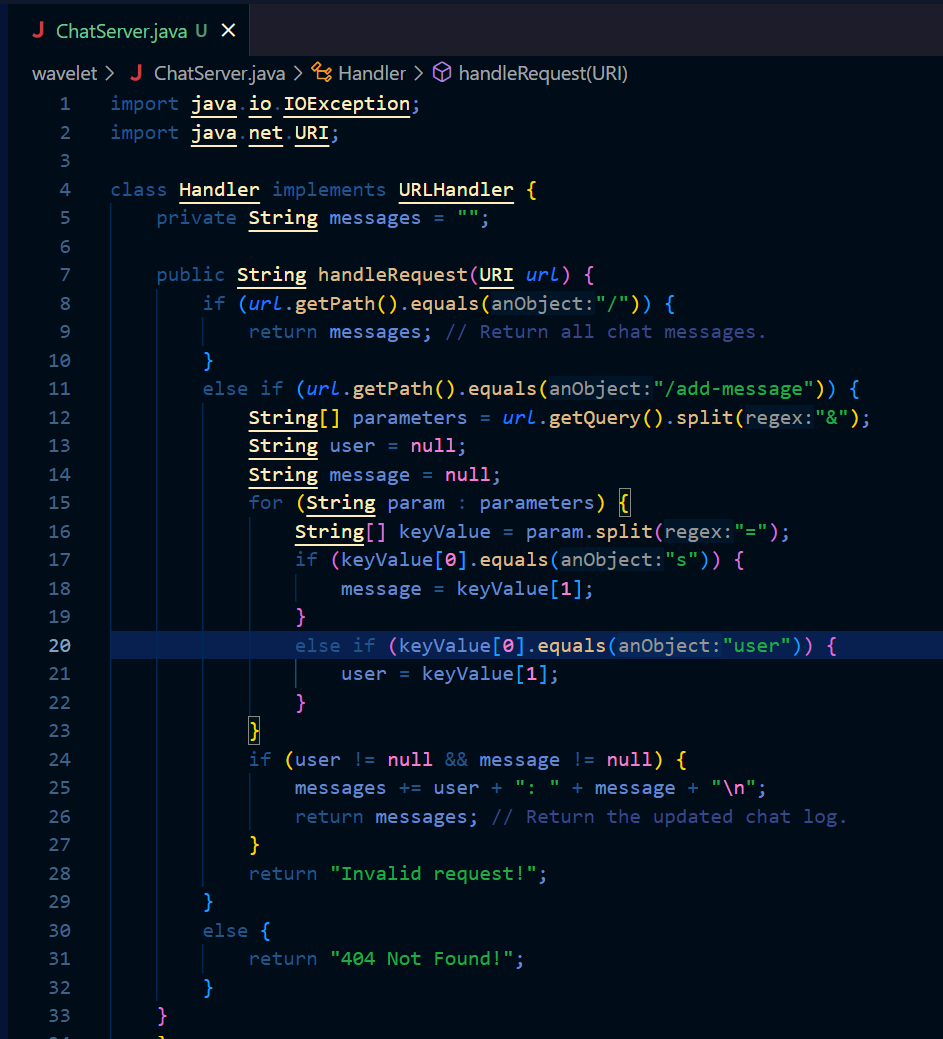 J ChatServer.java U ×
wavelet > J ChatServer.java > Handler > handleRequest(URI)
1 import java.io.IOException;
2 import java.net.URI;
3
4 class Handler implements URLHandler {
5 private String messages = "";
6
7 public String handleRequest(URI url) {
8 if (url.getPath().equals(anObject:"/")) {
9 return messages; // Return all chat messages.
10 }
11 else if (url.getPath().equals(anObject:"/add-message")) {
12 String[] parameters = url.getQuery().split(regex:"&");
13 String user = null;
14 String message = null;
15 for (String param : parameters) {
16 String[] keyValue = param.split(regex:"=");
17 if (keyValue[0].equals(anObject:"s")) {
18 message = keyValue[1];
19 }
20 else if (keyValue[0].equals(anObject:"user")) {
21 user = keyValue[1];
22 }
23 }
24 if (user != null && message != null) {
25 messages += user + ": " + message + "\n";
26 return messages; // Return the updated chat log.
27 }
28 return "Invalid request!";
29 }
30 else {
31 return "404 Not Found!";
32 }
33 }